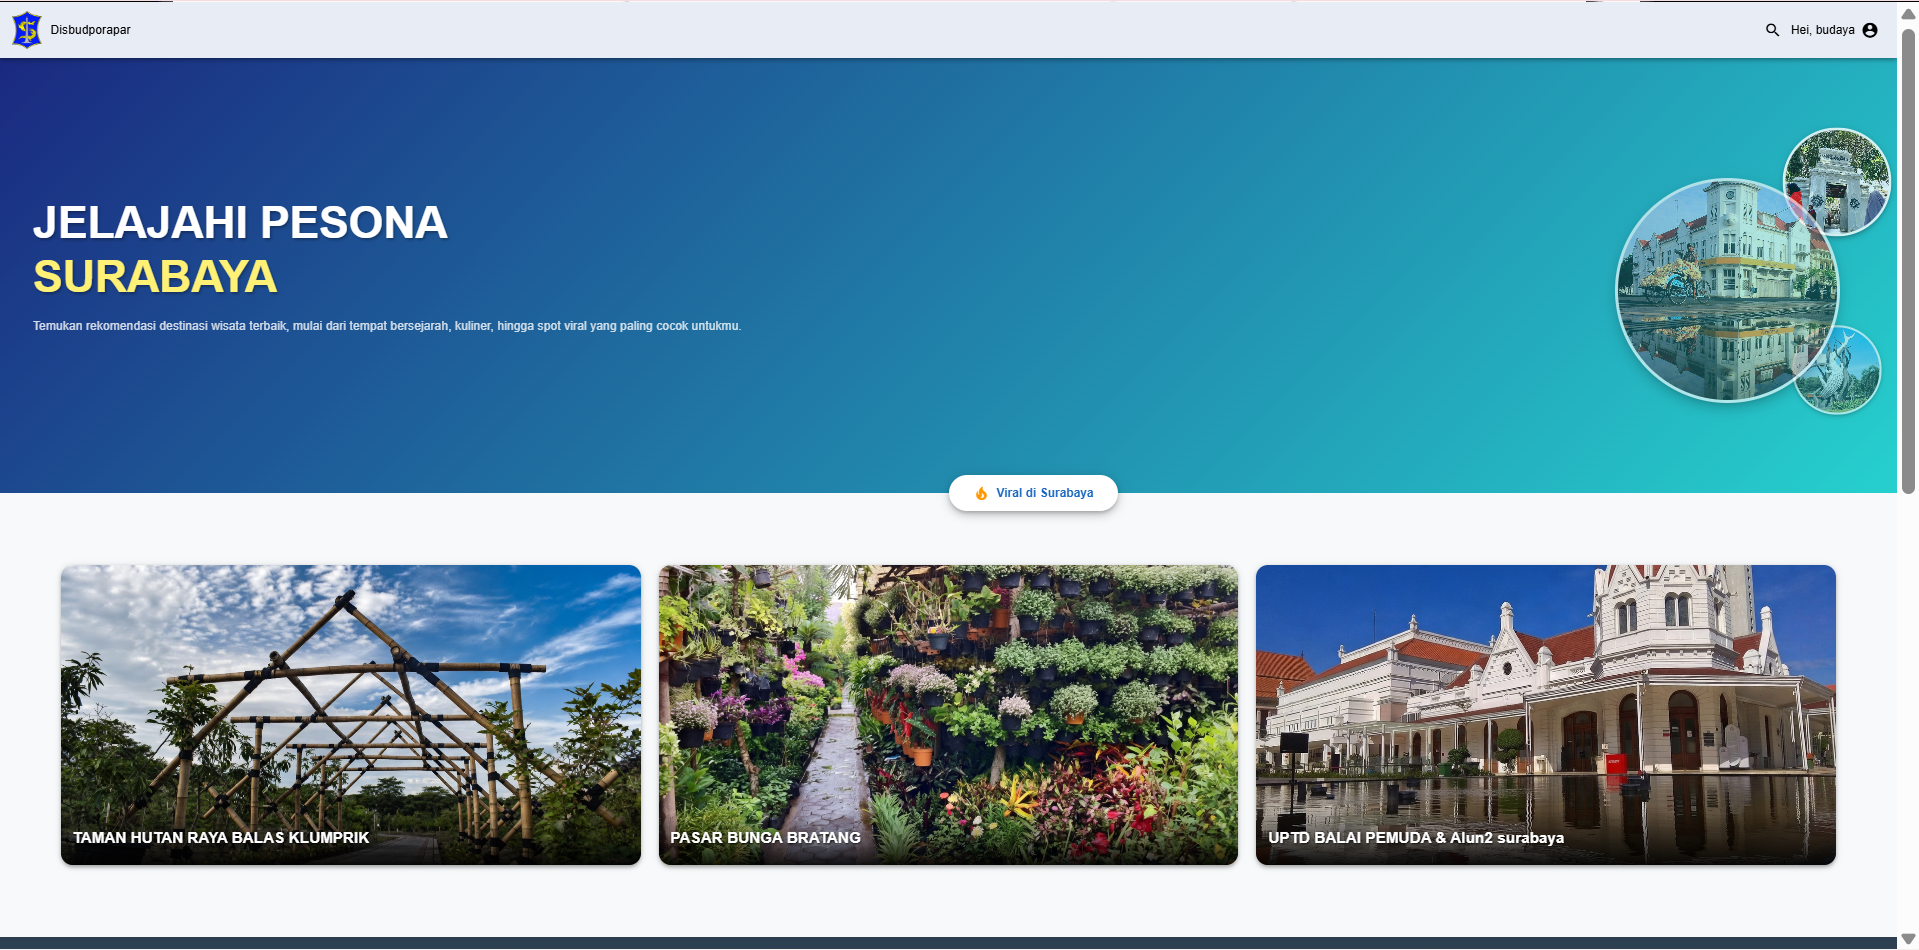 Disbudporapar
Hei, budaya
JELAJAHI PESONA
SURABAYA
Temukan rekomendasi destinasi wisata terbaik, mulai dari tempat bersejarah, kuliner, hingga spot viral yang paling cocok untukmu.
Viral di Surabaya
TAMAN HUTAN RAYA BALAS KLUMPRIK
PASAR BUNGA BRATANG
UPTD BALAI PEMUDA & Alun2 surabaya